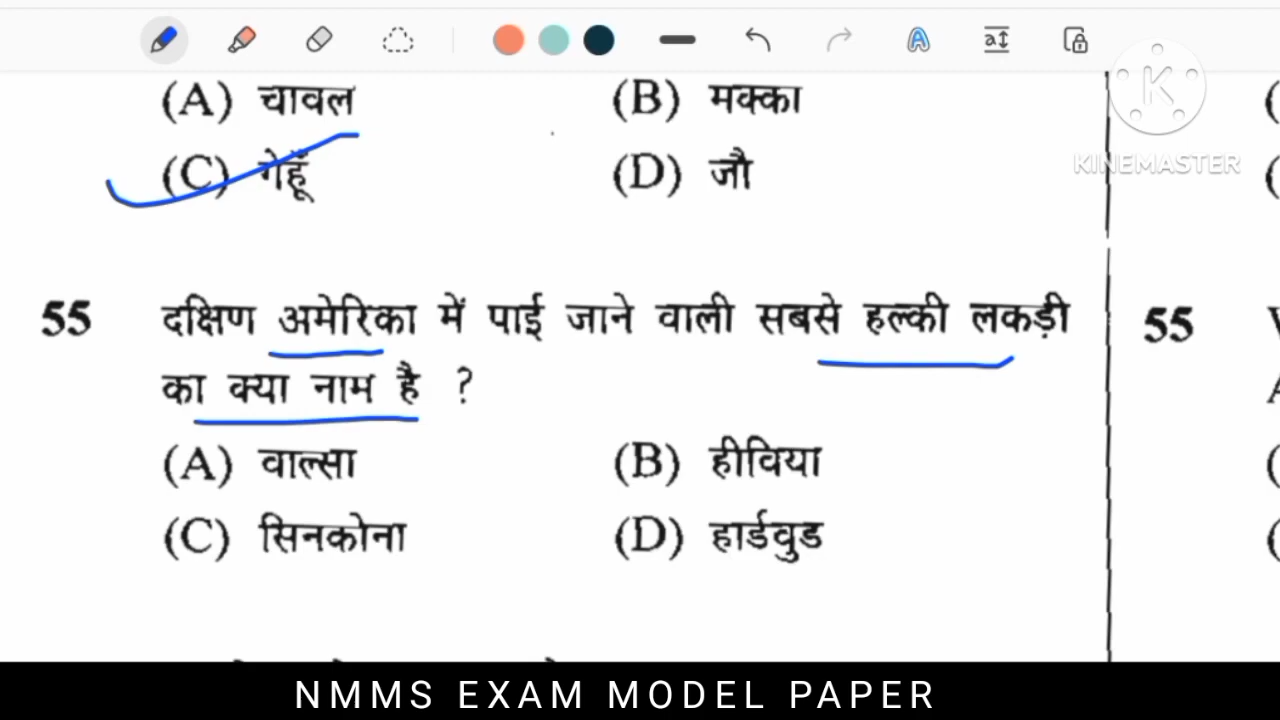 (A) चावल (B) मक्का
(C) गेहूँ (D) जौ
K
KINEMASTER
55 दक्षिण अमेरिका में पाई जाने वाली सबसे हल्की लकड़ी
का क्या नाम है ?
(A) वाल्सा (B) हीविया
(C) सिनकोना (D) हार्डवुड
55
NMMS EXAM MODEL PAPER